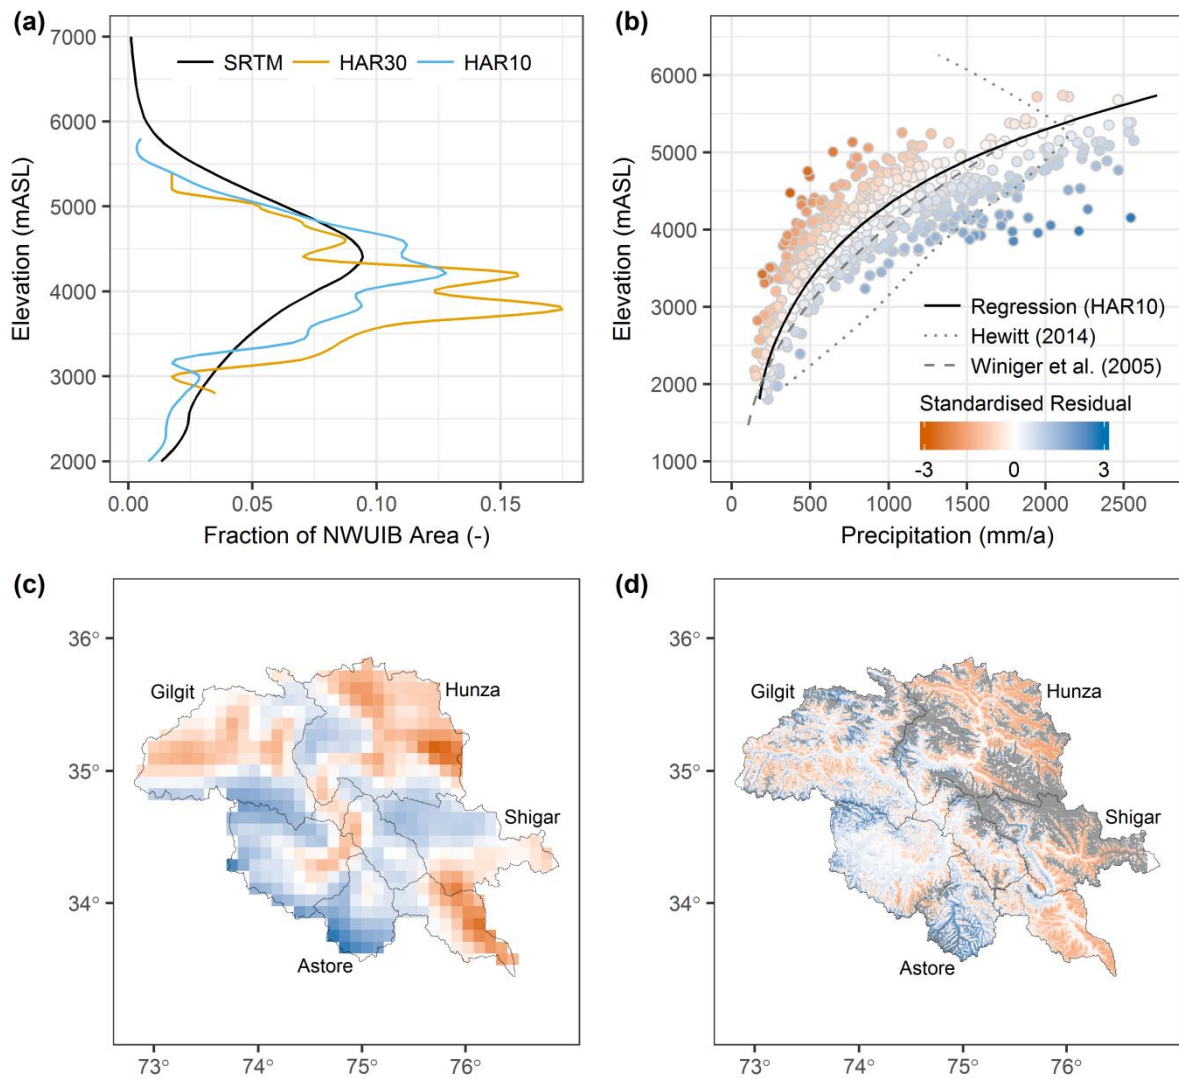 (a)
7000
6000
5000
4000
3000
2000
Elevation (mASL)
SRTM
HAR30
HAR10
0.00
0.05
0.10
0.15
Fraction of NWUIB Area (-)
(b)
6000
5000
4000
3000
2000
1000
Elevation (mASL)
Regression (HAR10)
Hewitt (2014)
Winiger et al. (2005)
Standardised Residual
-3
0
3
0
500
1000
1500
2000
2500
Precipitation (mm/a)
(c)
36°
35°
34°
Gilgit
Hunza
Shigar
Astore
73°
74°
75°
76°
(d)
36°
35°
34°
Gilgit
Hunza
Shigar
Astore
73°
74°
75°
76°